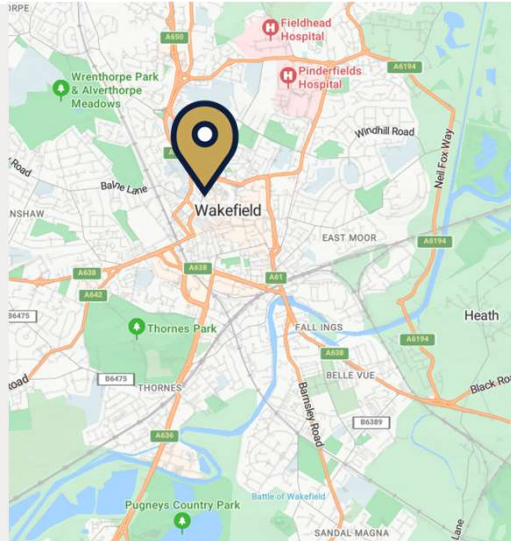 ORPE
A650
Fieldhead
Hospital
A6194
Pinderfields
Hospital
Wrenthorpe Park
& Alverthorpe
Meadows
Windhill Road
Neil Fox Way
Road
Balne Lane
NSHAW
Wakefield
EAST MOOR
A6194
A638
A638
A61
A642
B6475
Heath
Thornes Park
FALL INGS
A6194
A638
BELLE VUE
B6475
Road
THORNES
Barnsley Road
Black Ro
B6389
A636
Battle of Wakefield
Pugneys Country Park
Lane
SANDAL MAGNA